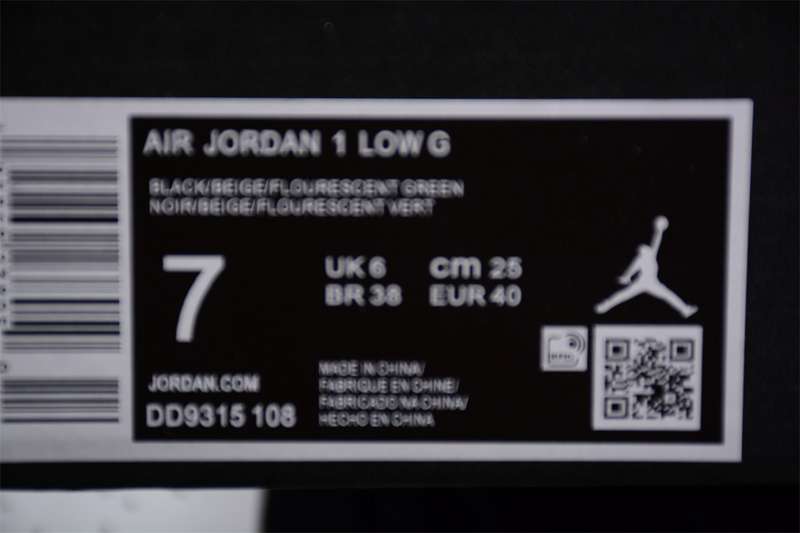 AIR JORDAN 1 LOW G
BLACK/BEIGE/FLOURESCENT GREEN
NOIR/BEIGE/FLOURESCENT VERT
7
UK 6 cm 25
BR 38 EUR 40
JORDAN.COM
DD9315 108
MADE IN CHINA/
FABRIQUE EN CHINE/
FABRICADO NA CHINA/
HECHO EN CHINA